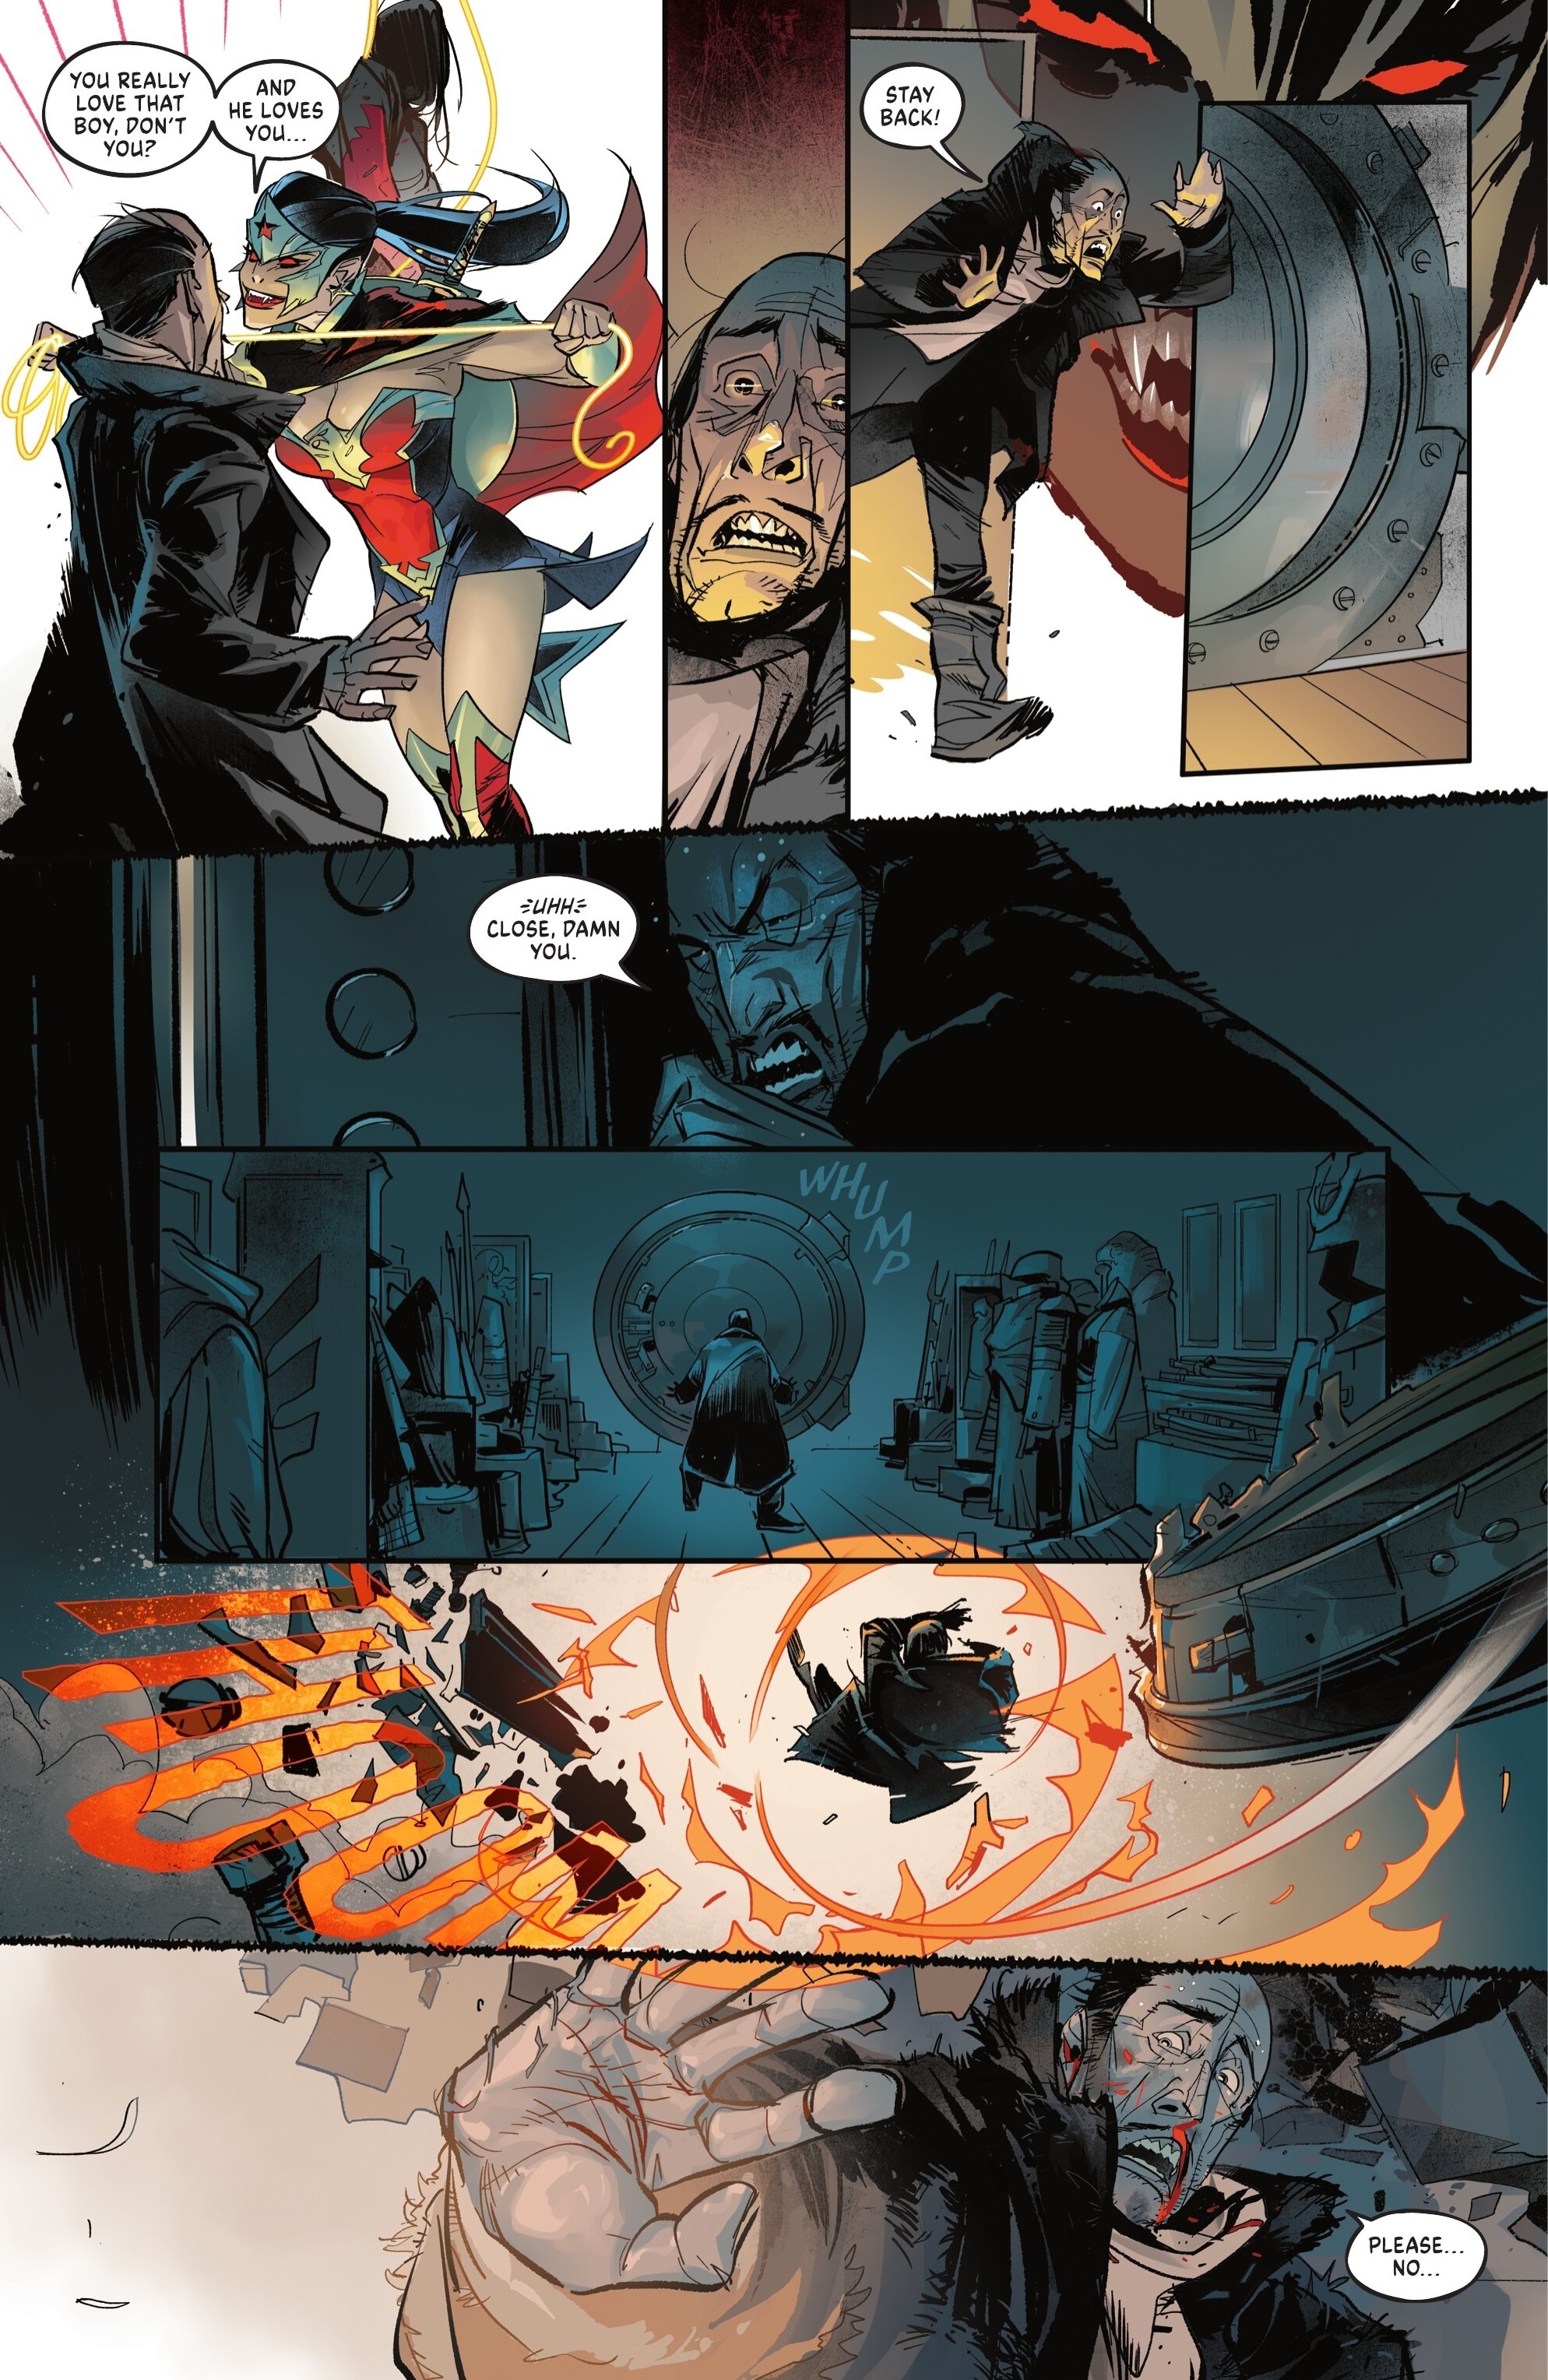 YOU REALLY
LOVE THAT
BOY, DON'T
YOU?
AND
HE LOVES
YOU...
STAY
BACK!
UHH
CLOSE, DAMN
YOU.
WHUMP
PLEASE...
NO...